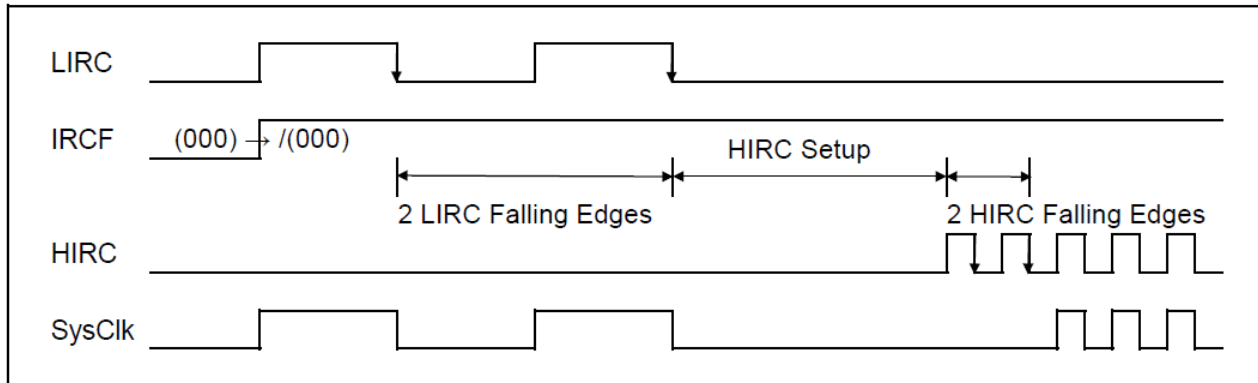 LIRC
IRCF (000) → /(000)
HIRC Setup
2 LIRC Falling Edges 2 HIRC Falling Edges
HIRC
SysClk